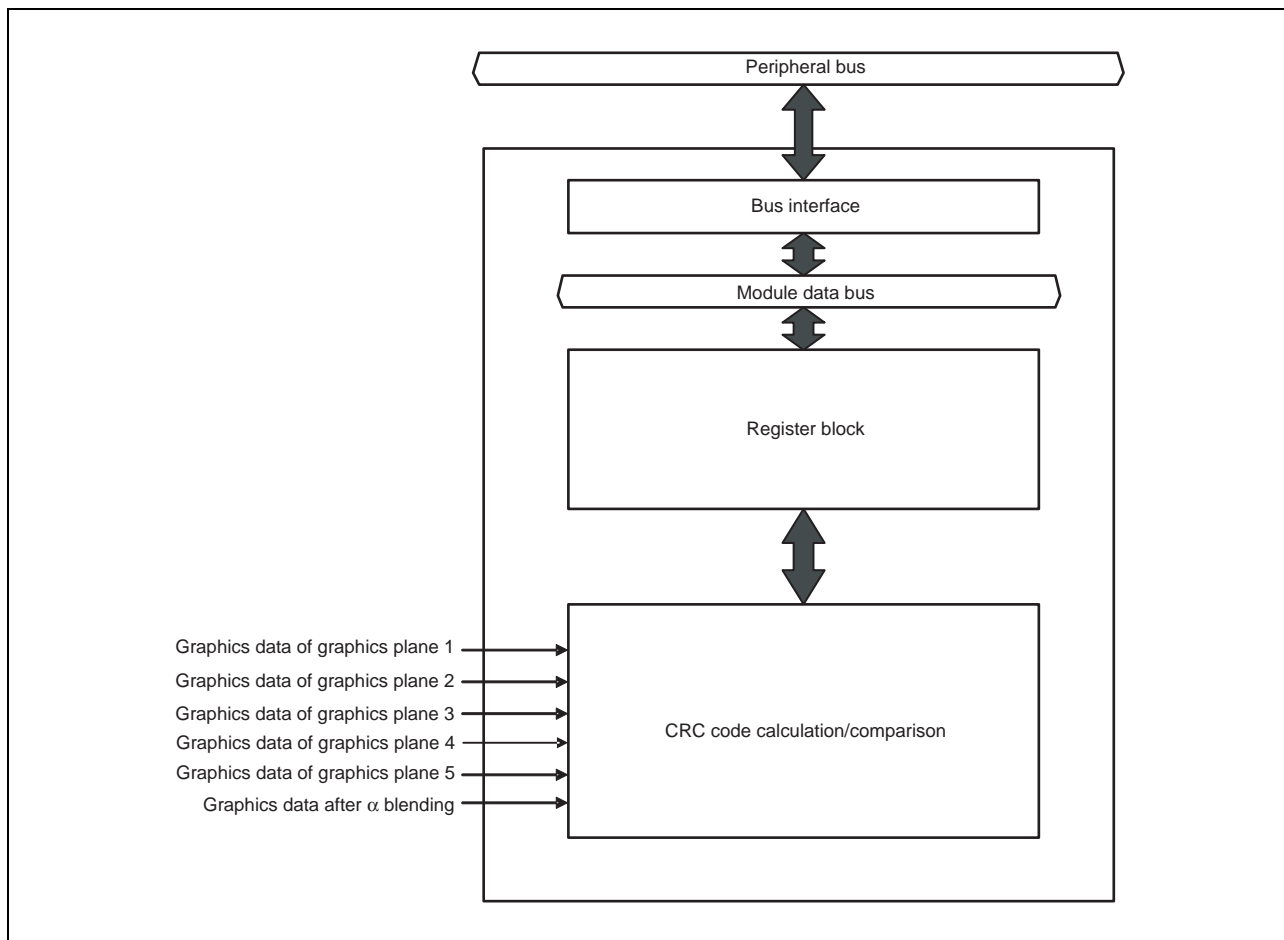 Peripheral bus
Bus interface
Module data bus
Register block
Graphics data of graphics plane 1
Graphics data of graphics plane 2
Graphics data of graphics plane 3
Graphics data of graphics plane 4
Graphics data of graphics plane 5
Graphics data after α blending
CRC code calculation/comparison